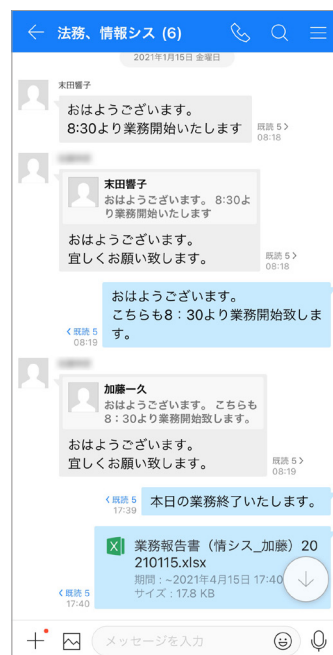 法務、情報シス (6)
2021年1月15日 金曜日
末田響子
おはようございます。
8:30より業務開始いたします
既読 5
08:18
末田響子
おはようございます。 8:30よ
り業務開始いたします
おはようございます。
宜しくお願い致します。
既読 5
08:18
おはようございます。
こちらも8：30より業務開始致しま
す。
既読 5
08:19
加藤一久
おはようございます。 こちらも
8：30より業務開始致します。
おはようございます。
宜しくお願い致します。
既読 5
08:19
本日の業務終了いたします。
既読 5
17:39
業務報告書（情シス_加藤）20
210115.xlsx
期間 : ~2021年4月15日 17:40
サイズ : 17.8 KB
既読 5
17:40
メッセージを入力